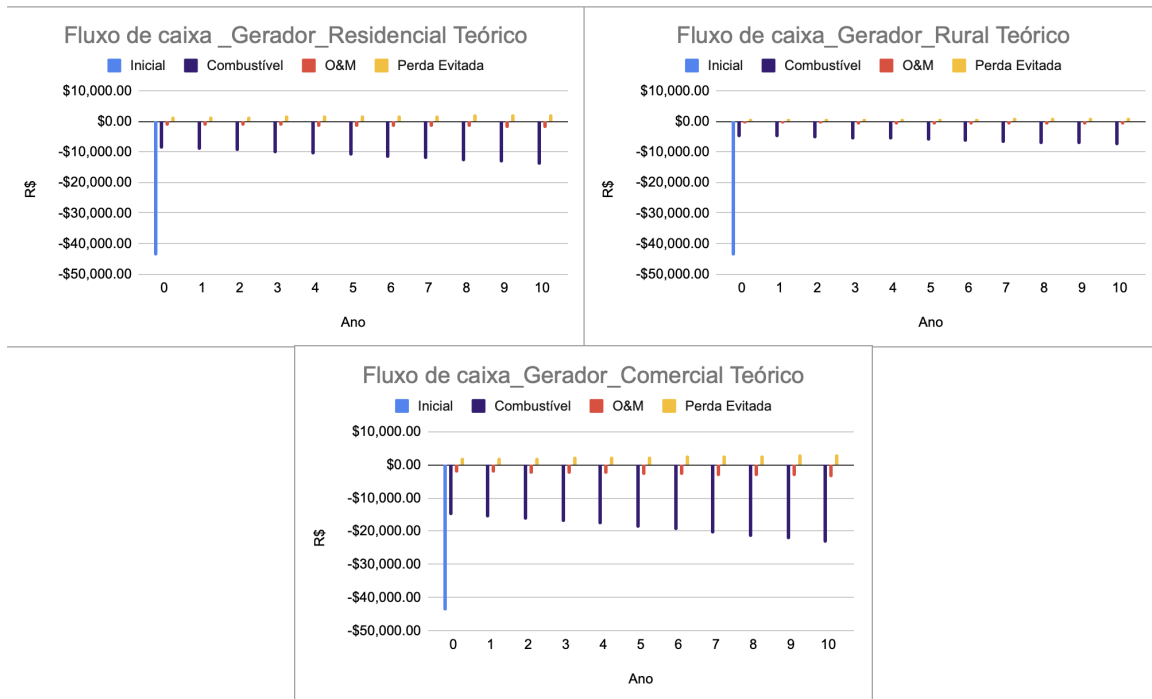 Fluxo de caixa _Gerador_Residencial Teórico
Inicial Combustível O&M Perda Evitada
$10,000.00
$0.00
-$10,000.00
-$20,000.00
-$30,000.00
-$40,000.00
-$50,000.00
R$
0 1 2 3 4 5 6 7 8 9 10
Ano
Fluxo de caixa_Gerador_Rural Teórico
Inicial Combustível O&M Perda Evitada
$10,000.00
$0.00
-$10,000.00
-$20,000.00
-$30,000.00
-$40,000.00
-$50,000.00
R$
0 1 2 3 4 5 6 7 8 9 10
Ano
Fluxo de caixa_Gerador_Comercial Teórico
Inicial Combustível O&M Perda Evitada
$10,000.00
$0.00
-$10,000.00
-$20,000.00
-$30,000.00
-$40,000.00
-$50,000.00
R$
0 1 2 3 4 5 6 7 8 9 10
Ano